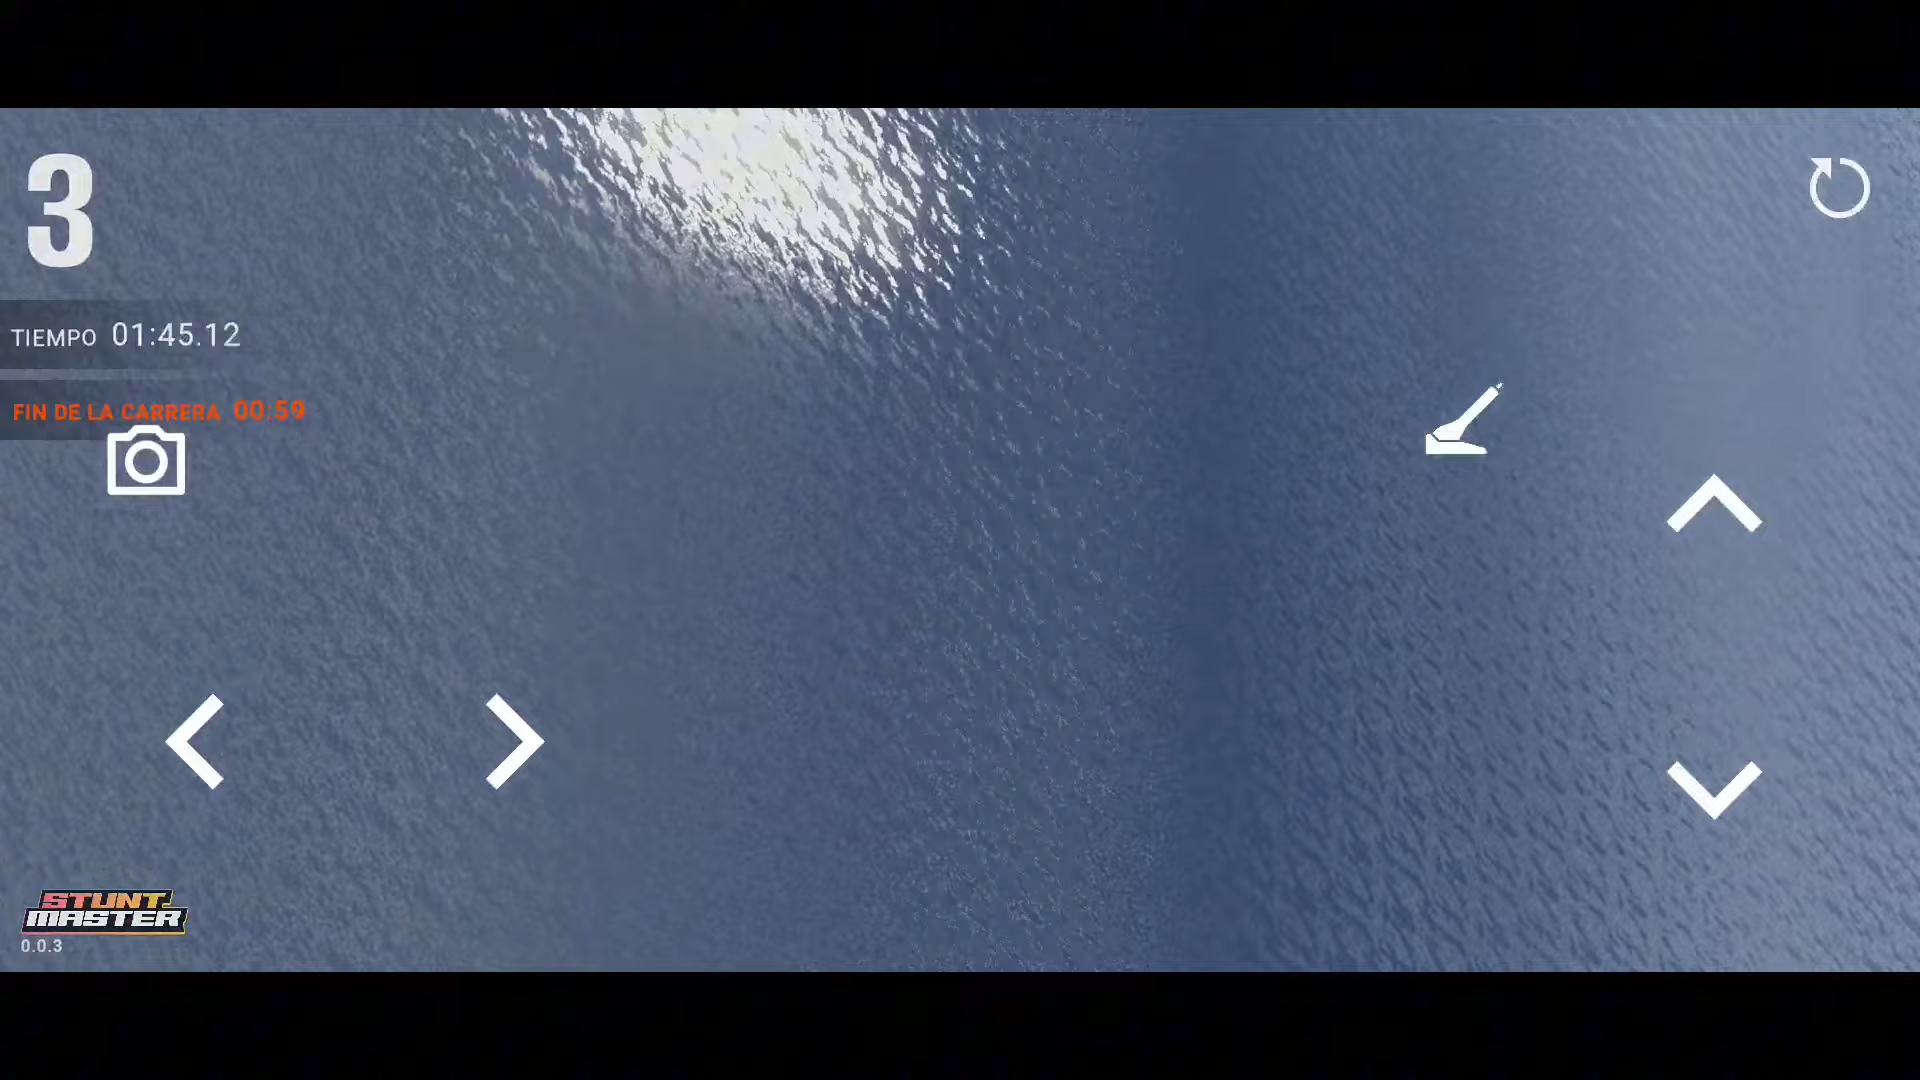 3
TIEMPO 01:45.12
FIN DE LA CARRERA 00:59
STUNT
MASTER
0.0.3